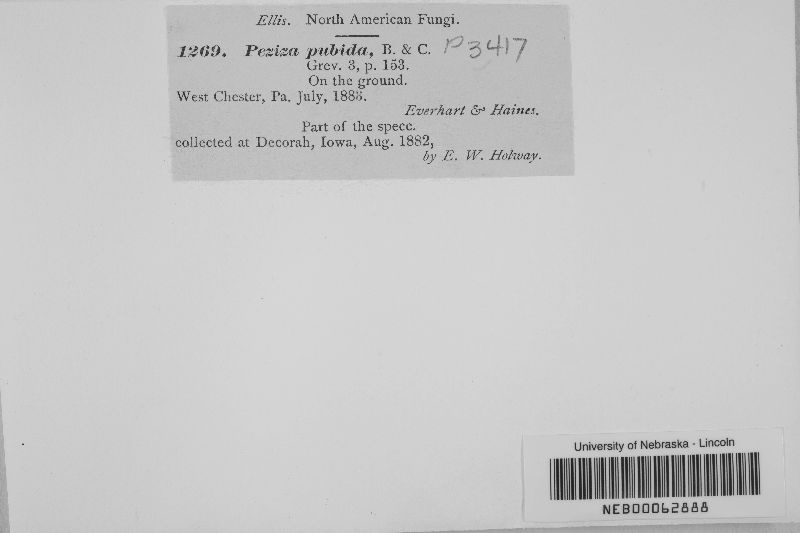 Ellis. North American Fungi.
1269. Peziza pubida, B. & C. P3417
Grev. 3, p. 153.
On the ground.
West Chester, Pa. July, 1883.
Everhart & Haines.
Part of the specc.
collected at Decorah, Iowa, Aug. 1882,
by E. W. Holway.
University of Nebraska - Lincoln
NEB00062888